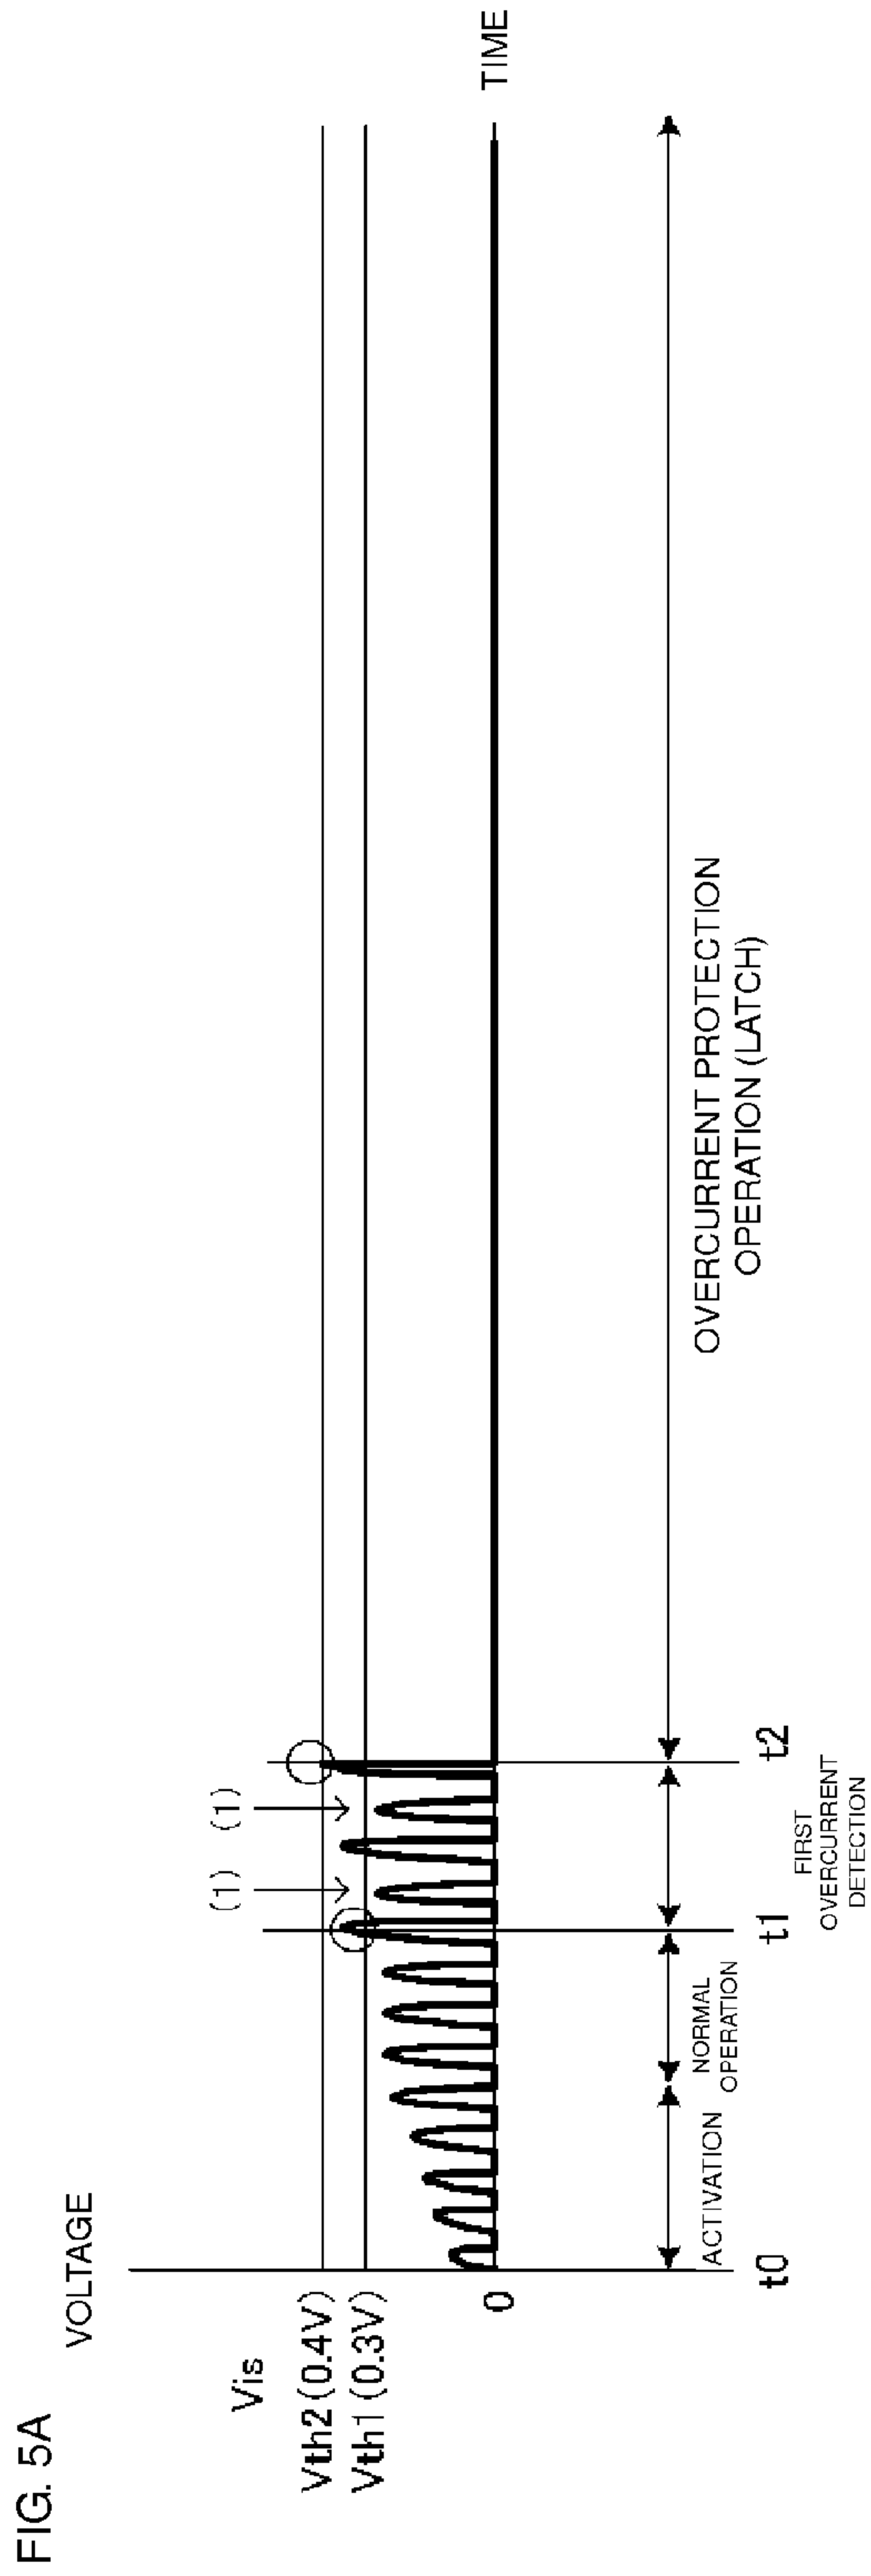 FIG. 5A
VOLTAGE
Vis
Vth2 (0.4V)
Vth1 (0.3V)
0
(1)
(1)
TIME
ACTIVATION
NORMAL
OPERATION
FIRST
OVERCURRENT
DETECTION
OVERCURRENT PROTECTION
OPERATION (LATCH)
t0
t1
t2